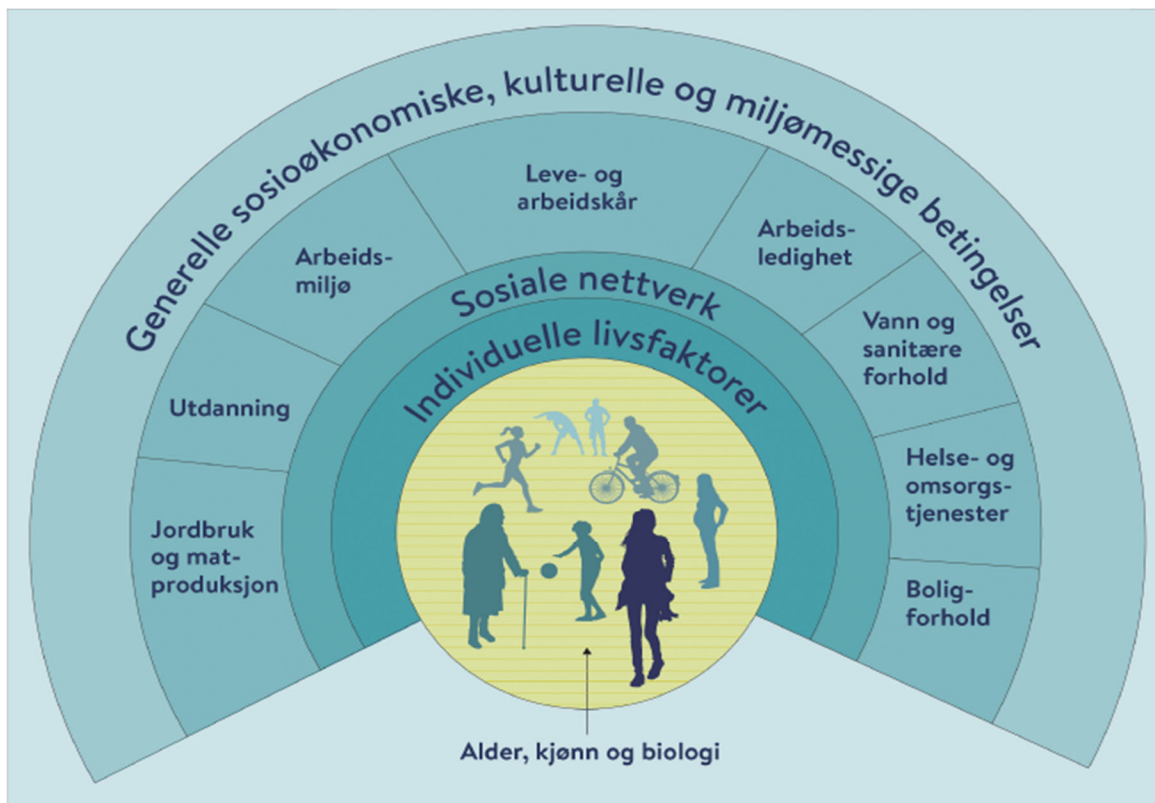 Generelle sosioøkonomiske, kulturelle og miljømessige betingelser
Leve- og
arbeidskår
Arbeids-
miljø
Arbeids-
ledighet
Utdanning
Vann og
sanitære
forhold
Jordbruk
og mat-
produksjon
Helse- og
omsorgs-
tjenester
Bolig-
forhold
Sosiale nettverk
Individuelle livsfaktorer
Alder, kjønn og biologi